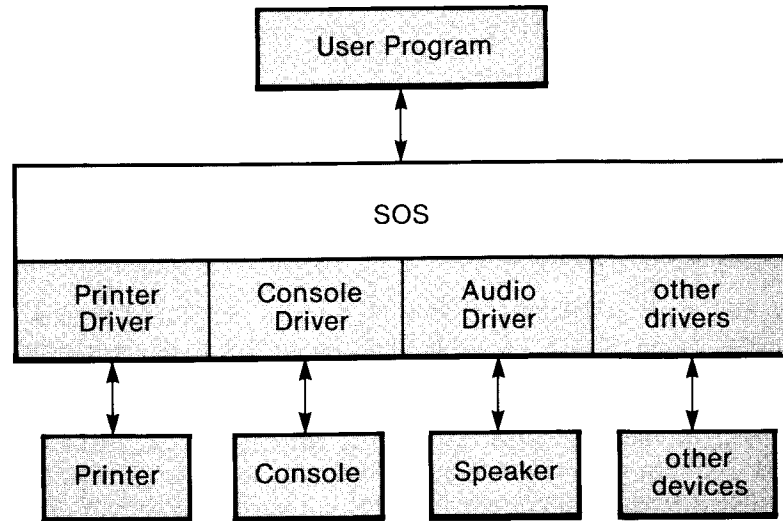 User Program
SOS
Printer
Driver
Console
Driver
Audio
Driver
other
drivers
Printer
Console
Speaker
other
devices